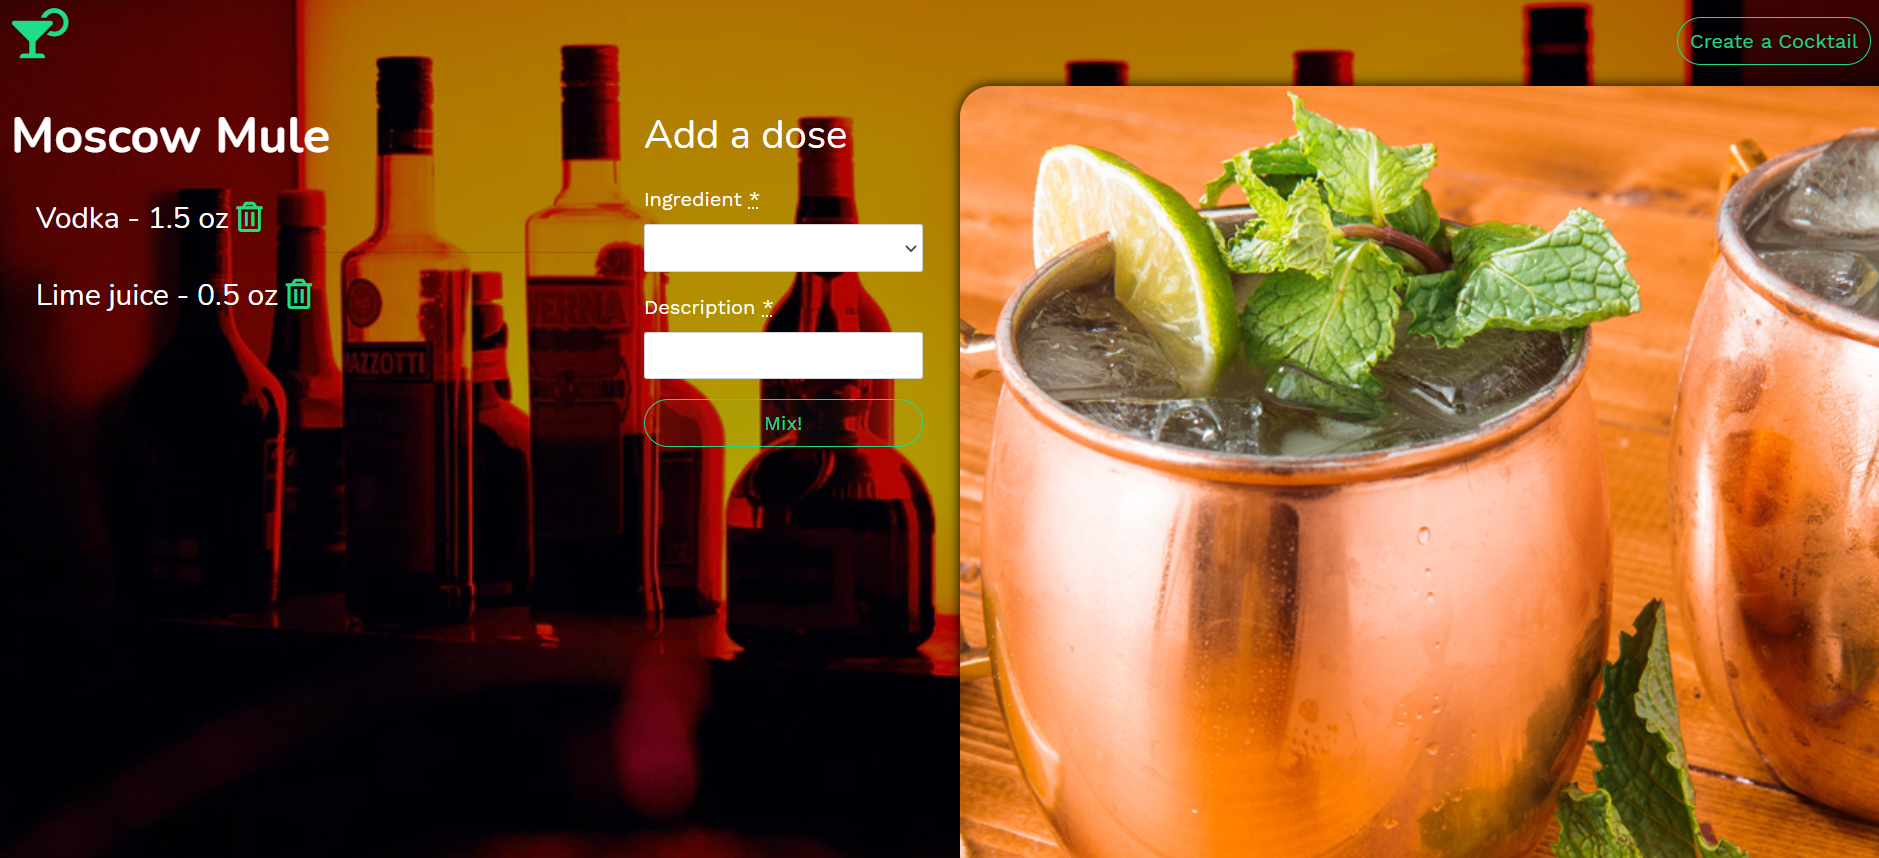 Create a Cocktail
Moscow Mule
Vodka - 1.5 oz
Lime juice - 0.5 oz
Add a dose
Ingredient *
Description *
Mix!
AZZOTTI
VERNA